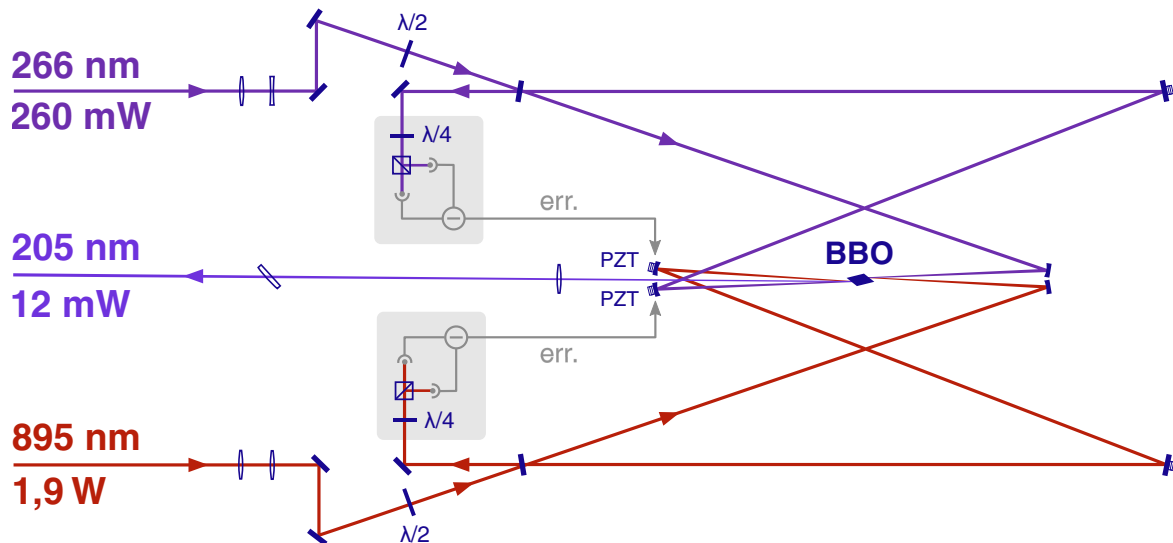 λ/2
266 nm
260 mW
λ/4
err.
205 nm
12 mW
PZT
PZT
BBO
err.
λ/4
895 nm
1,9 W
λ/2